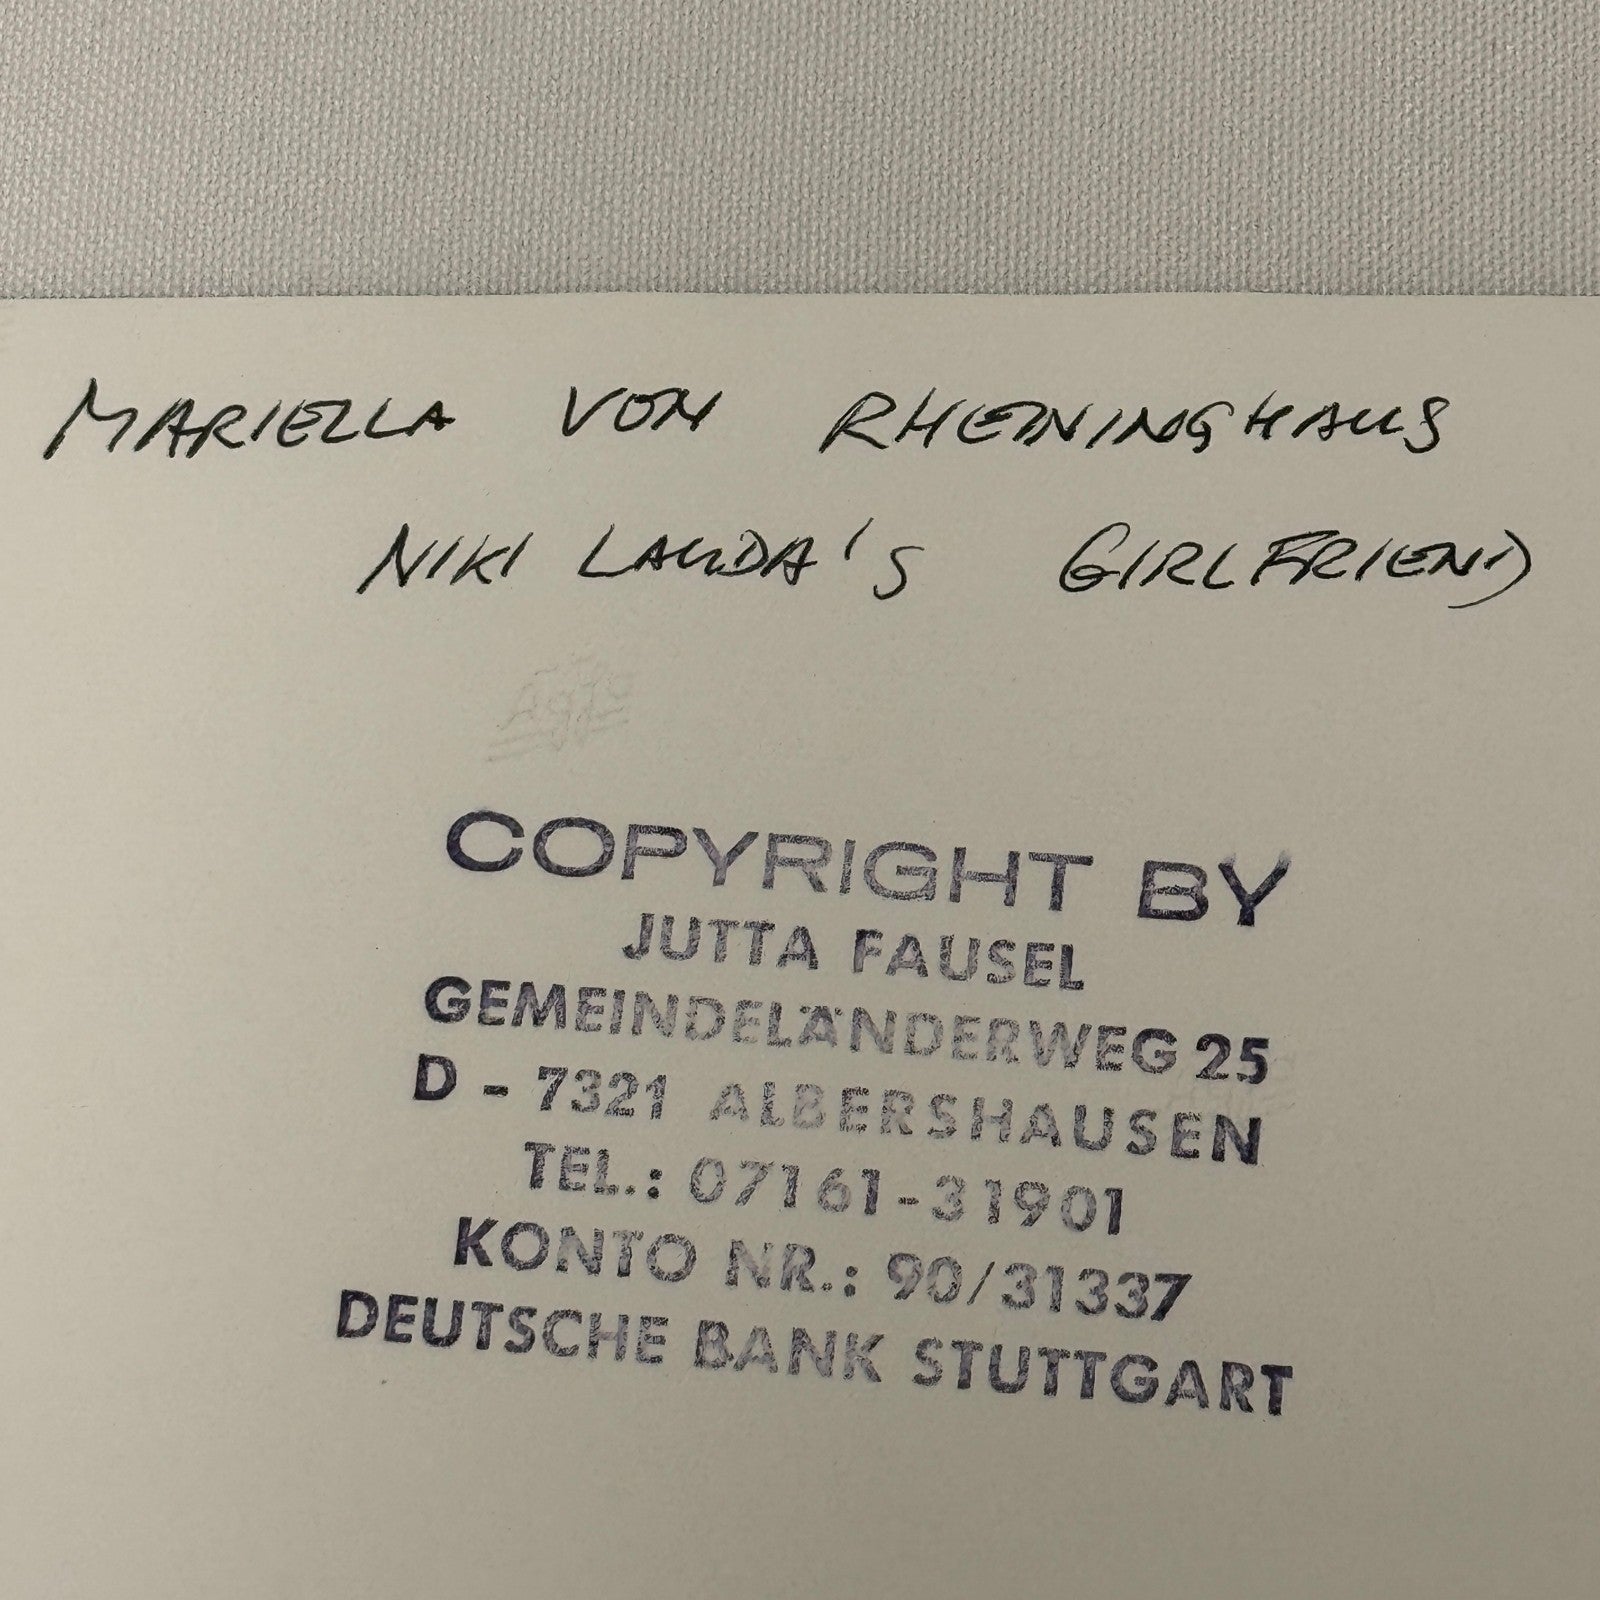 MARIELLA VON RHEININGHAUS
NIKI LAUDA'S GIRLFRIEND
COPYRIGHT BY
JUTTA FAUSEL
GEMEINDELÄNDERWEG 25
D - 7321 ALBERSHAUSEN
TEL.: 07161-31901
KONTO NR.: 90/31337
DEUTSCHE BANK STUTTGART